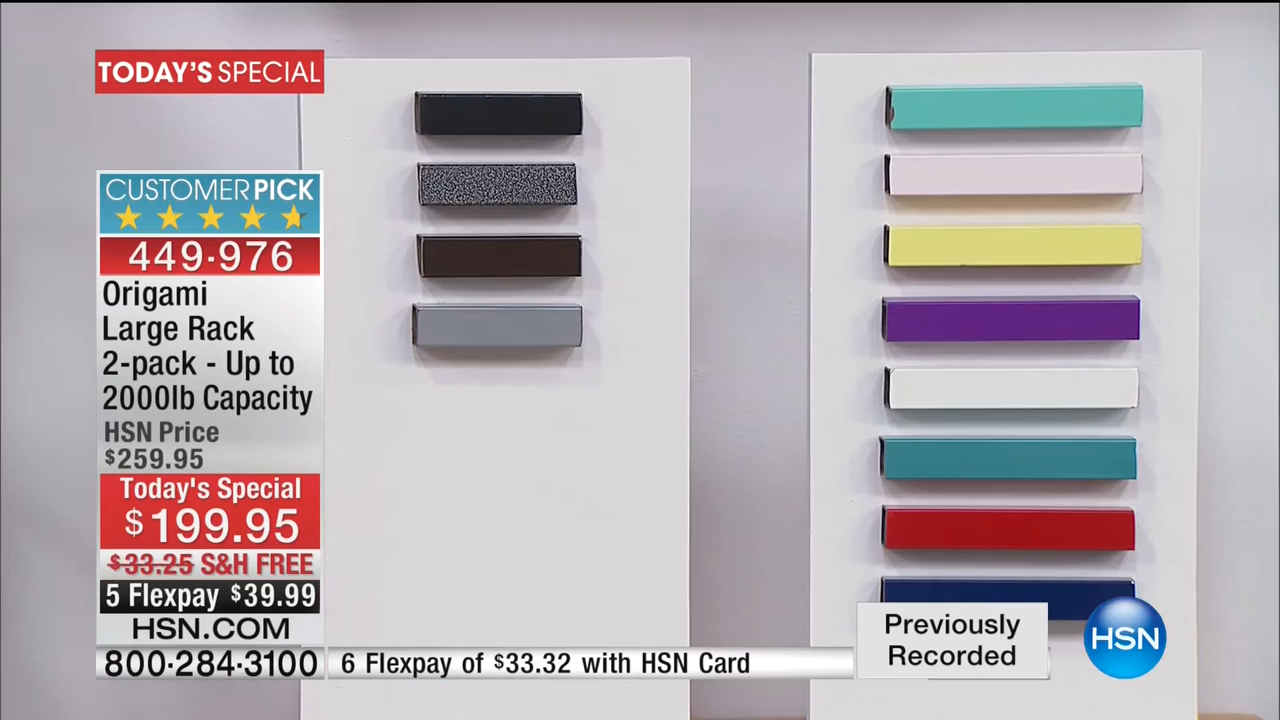 TODAY'S SPECIAL
CUSTOMERPICK
449·976
Origami
Large Rack
2-pack - Up to
2000lb Capacity
HSN Price
$259.95
Today's Special
$199.95
$33.25 S&H FREE
5 Flexpay $39.99
HSN.COM
800·284·3100
6 Flexpay of $33.32 with HSN Card
Previously
Recorded
HSN